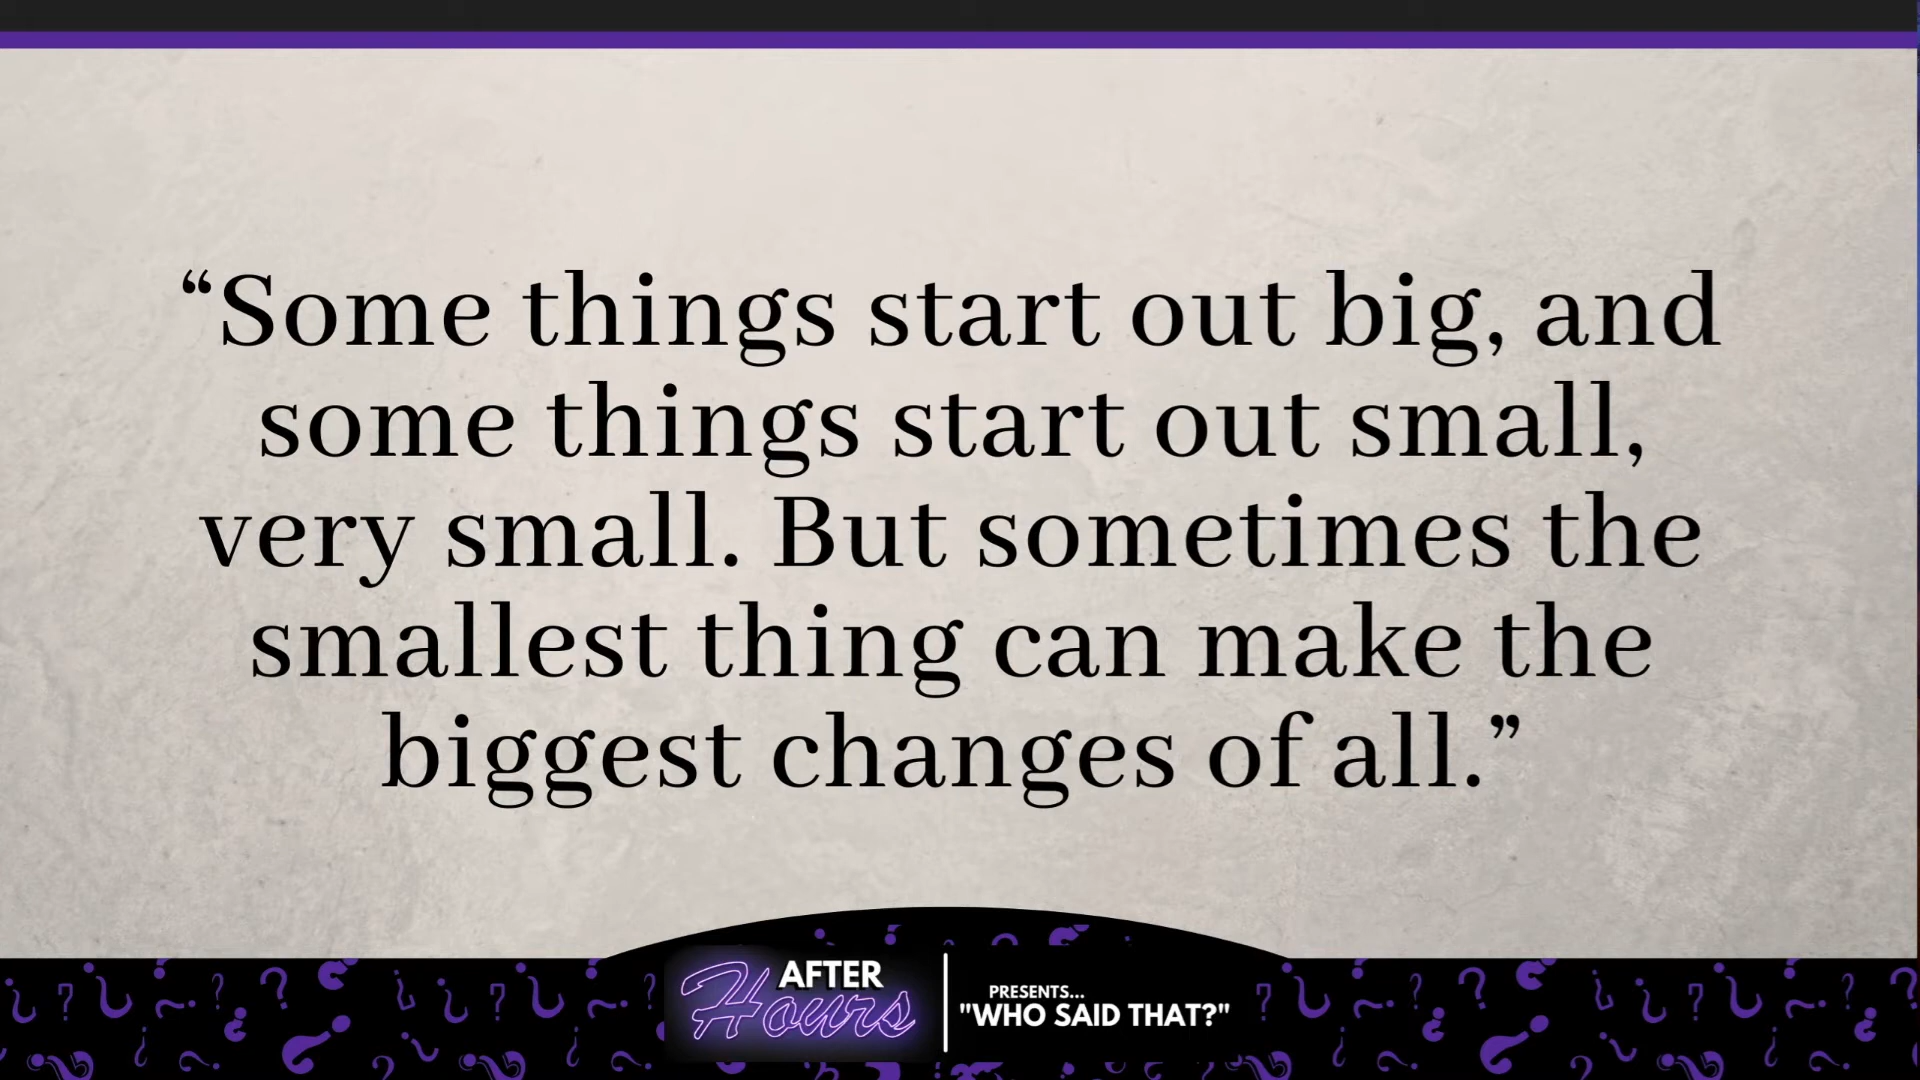 “Some things start out big, and
some things start out small,
very small. But sometimes the
smallest thing can make the
biggest changes of all.”
AFTER
Hours
PRESENTS...
"WHO SAID THAT?"